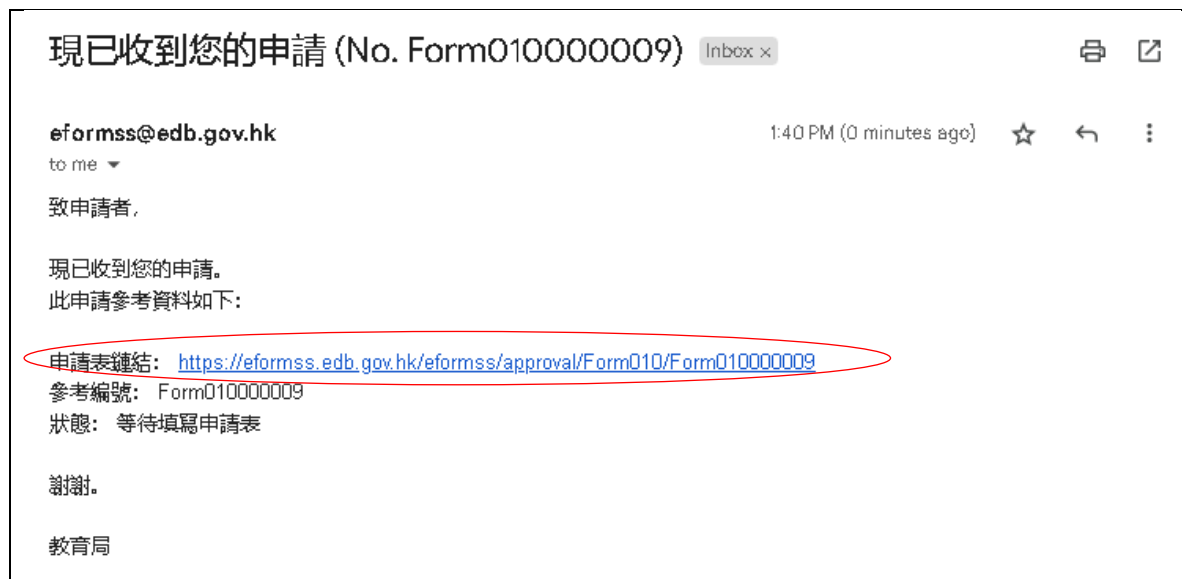 現已收到您的申請 (No. Form010000009) Inbox ×
eformss@edb.gov.hk 1:40 PM (0 minutes ago)
to me
致申請者,
現已收到您的申請。
此申請參考資料如下:
申請表鏈結: https://eformss.edb.gov.hk/eformss/approval/Form010/Form010000009
參考編號: Form010000009
狀態: 等待填寫申請表
謝謝。
教育局